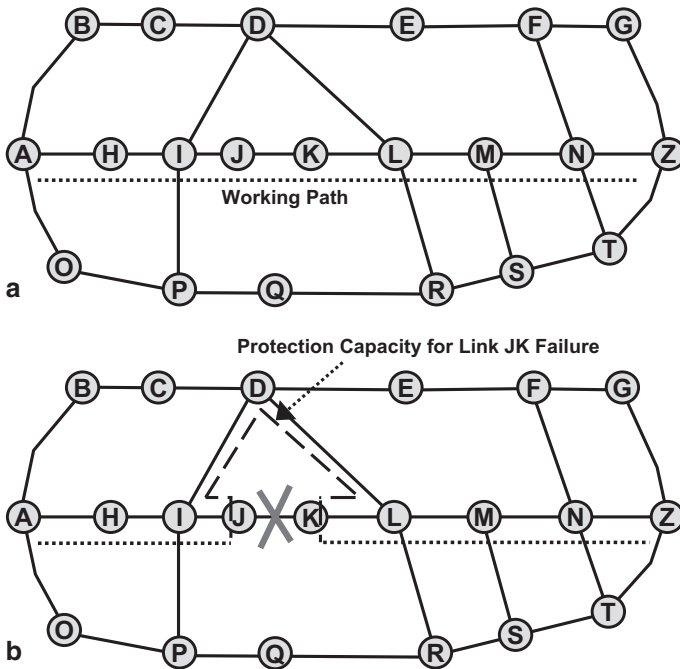 B C D E F G
A H I J K L M N Z
Working Path
O P Q R S T
a
Protection Capacity for Link JK Failure
B C D E F G
A H I J K L M N Z
O P Q R S T
b